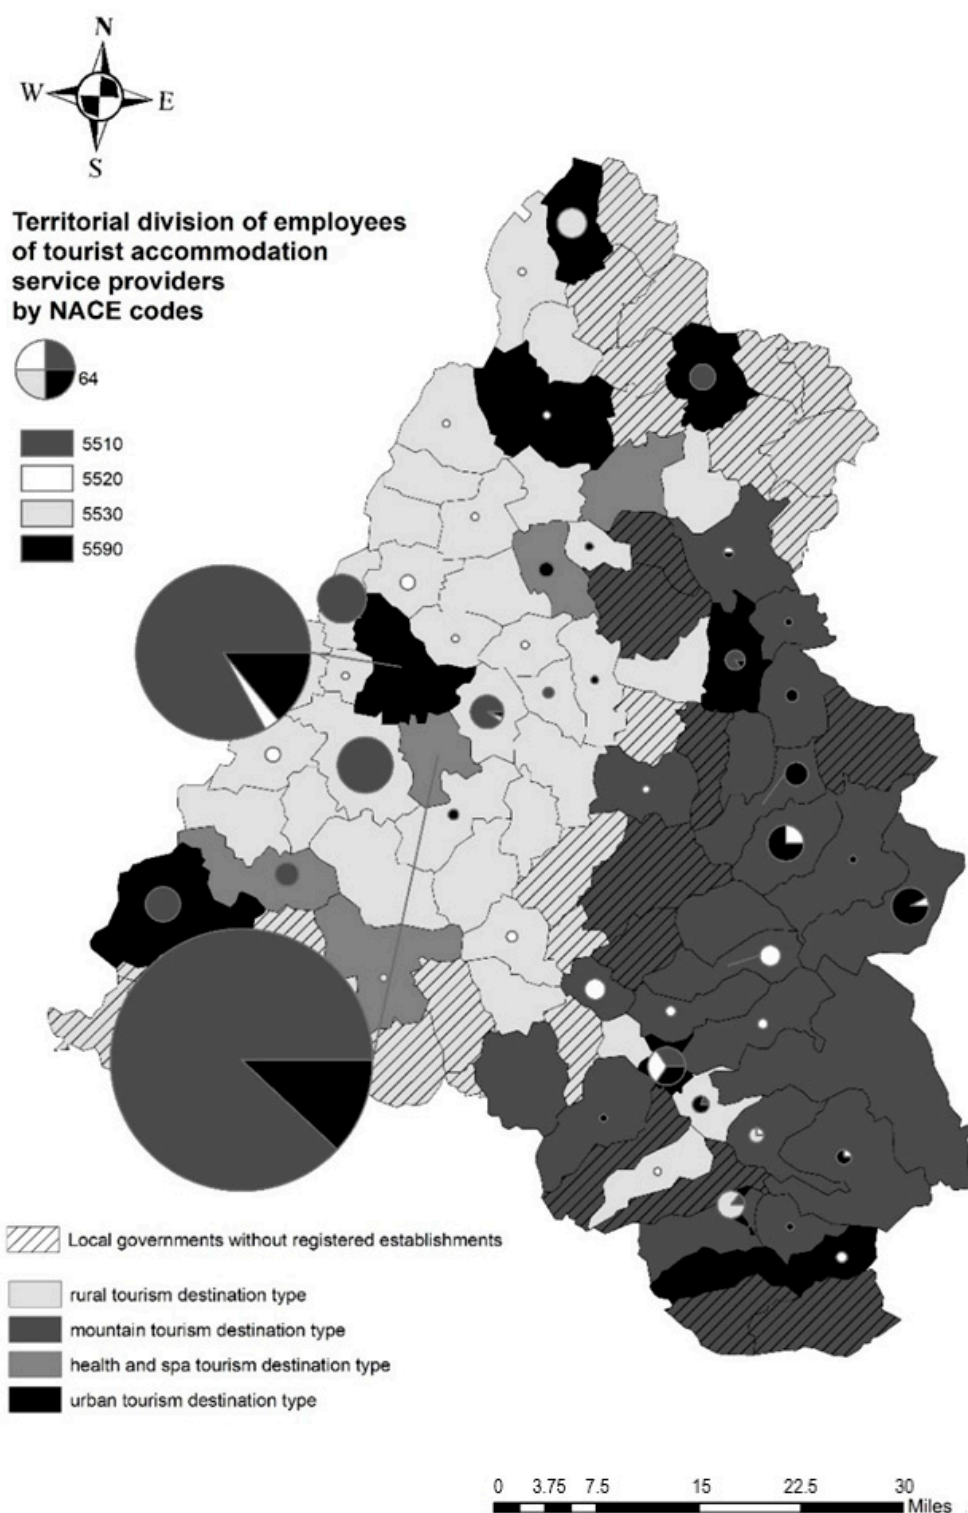 N
W E
S
Territorial division of employees
of tourist accommodation
service providers
by NACE codes
64
5510
5520
5530
5590
Local governments without registered establishments
rural tourism destination type
mountain tourism destination type
health and spa tourism destination type
urban tourism destination type
0 3.75 7.5 15 22.5 30
Miles